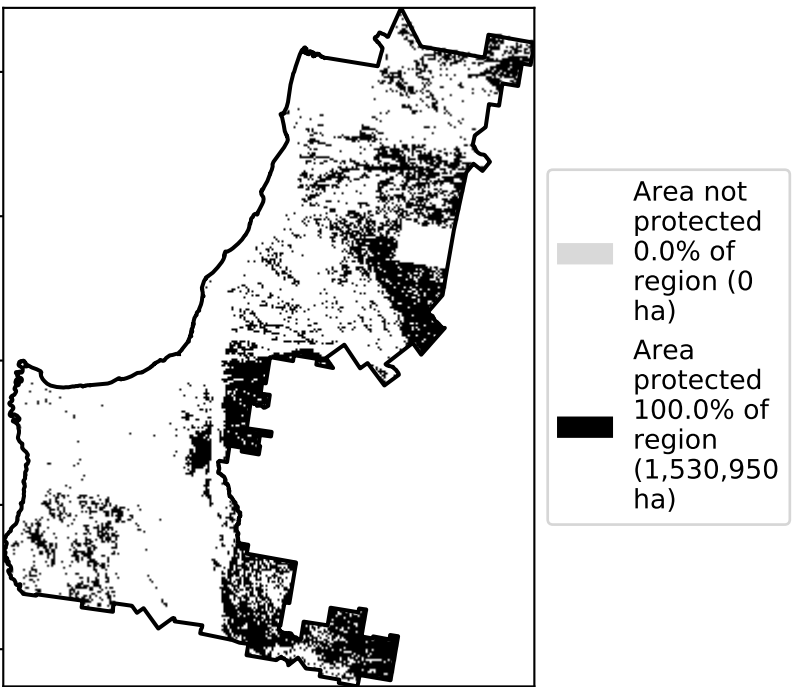 Area not
protected
0.0% of
region (0
ha)
Area
protected
100.0% of
region
(1,530,950
ha)